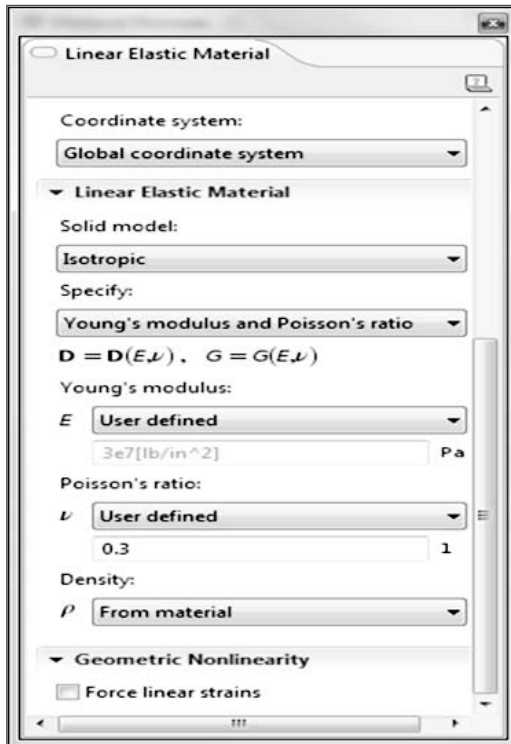 Linear Elastic Material
Coordinate system:
Global coordinate system
Linear Elastic Material
Solid model:
Isotropic
Specify:
Young's modulus and Poisson's ratio
D = D(E,ν) , G = G(E,ν)
Young's modulus:
E User defined
3e7[lb/in^2] Pa
Poisson's ratio:
ν User defined
0.3 1
Density:
ρ From material
Geometric Nonlinearity
Force linear strains